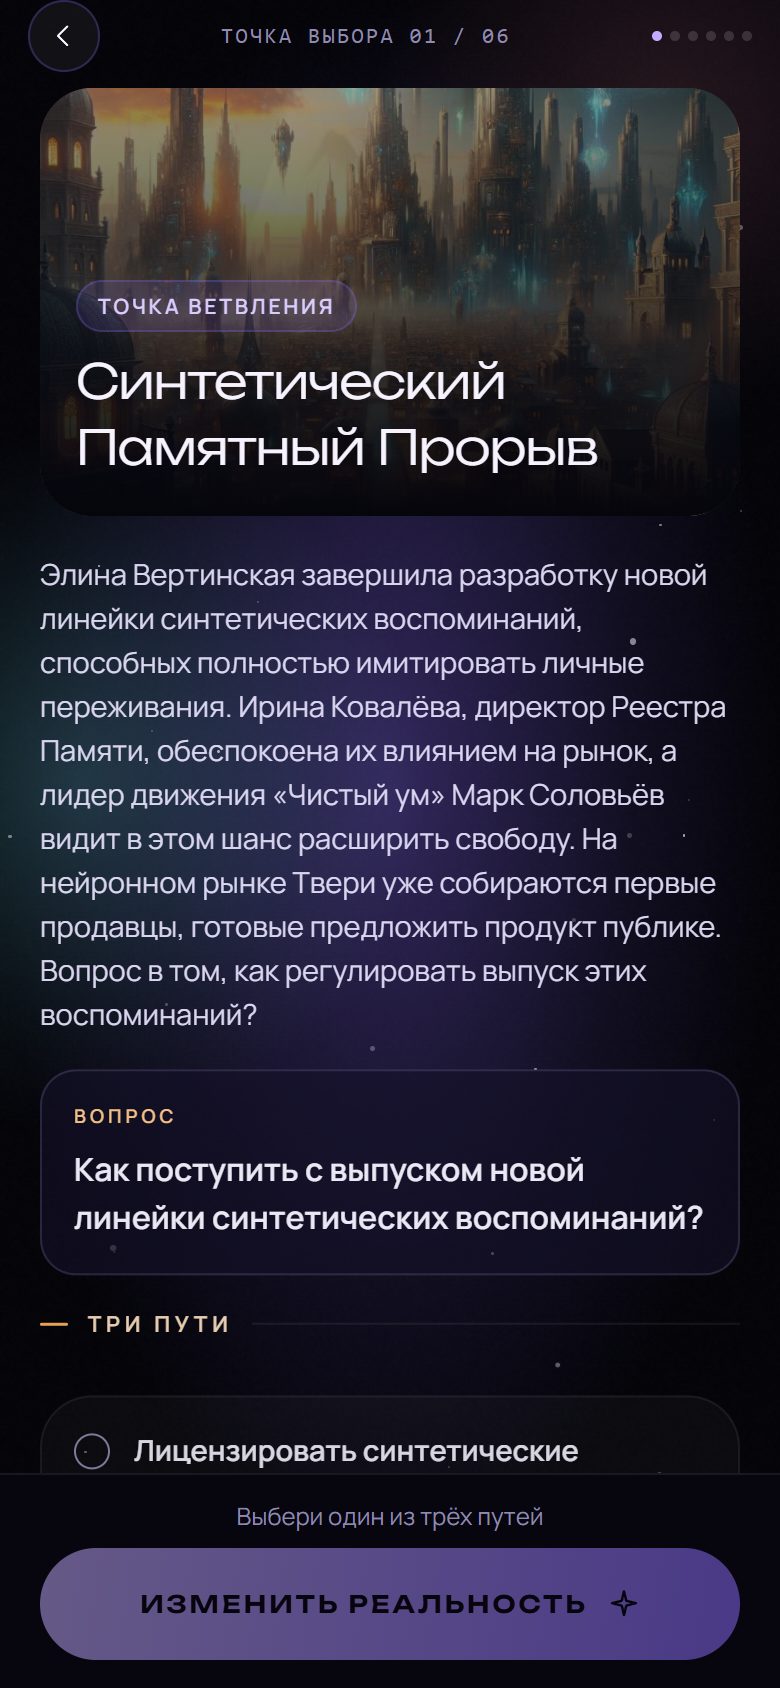 ТОЧКА ВЫБОРА 01 / 06
ТОЧКА ВЕТВЛЕНИЯ
Синтетический
Памятный Прорыв
Элина Вертинская завершила разработку новой
линейки синтетических воспоминаний,
способных полностью имитировать личные
переживания. Ирина Ковалёва, директор Реестра
Памяти, обеспокоена их влиянием на рынок, а
лидер движения «Чистый ум» Марк Соловьёв
видит в этом шанс расширить свободу. На
нейронном рынке Твери уже собираются первые
продавцы, готовые предложить продукт публике.
Вопрос в том, как регулировать выпуск этих
воспоминаний?
ВОПРОС
Как поступить с выпуском новой
линейки синтетических воспоминаний?
ТРИ ПУТИ
Лицензировать синтетические
Выбери один из трёх путей
ИЗМЕНИТЬ РЕАЛЬНОСТЬ